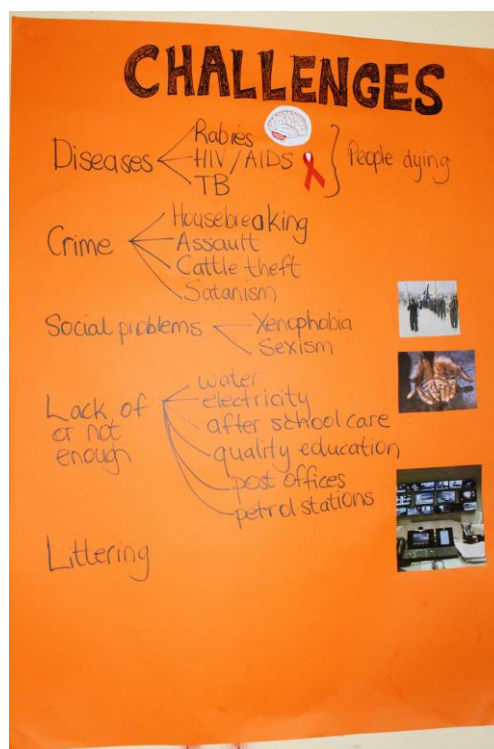 CHALLENGES
Diseases
Rabies
HIV/AIDS
TB
People dying
Crime
Housebreaking
Assault
Cattle theft
Satanism
Social problems
Xenophobia
Sexism
Lack of
or not
enough
water
electricity
after school care
quality education
post offices
petrol stations
Littering